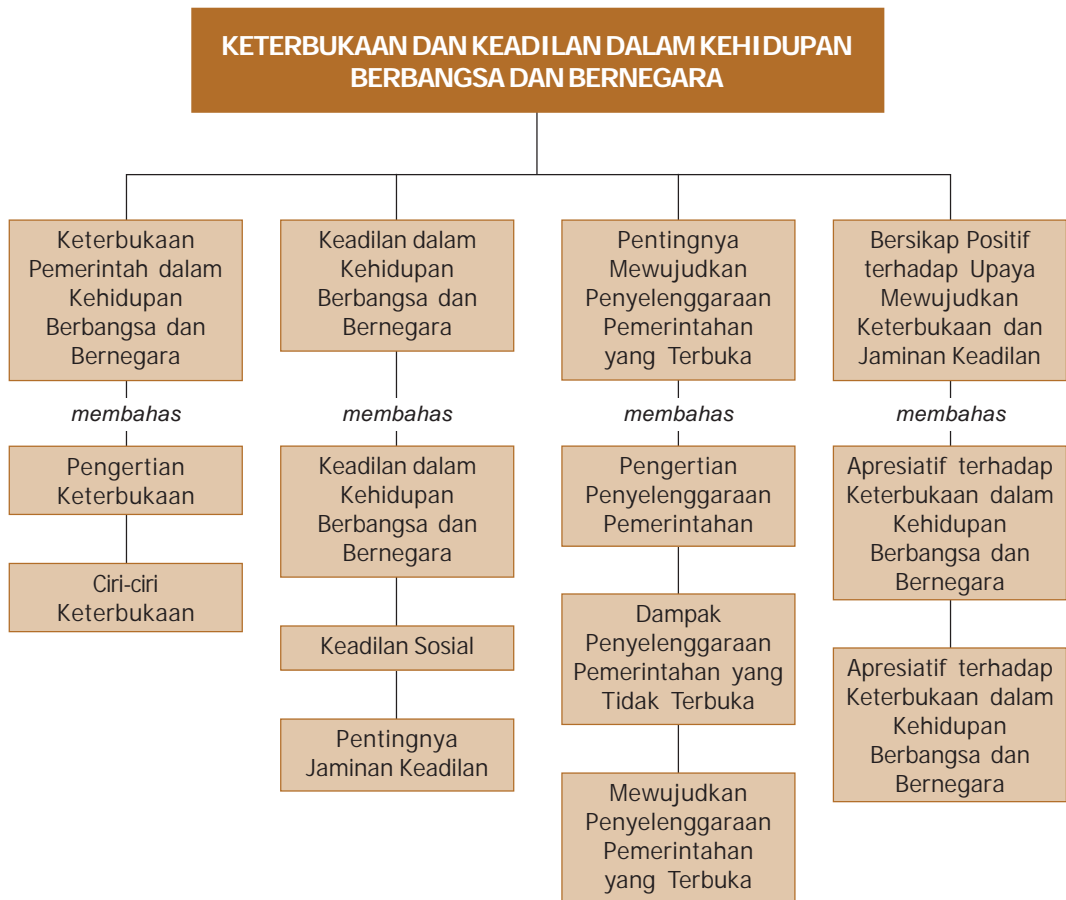 KETERBUKAAN DAN KEADILAN DALAM KEHIDUPAN
BERBANGSA DAN BERNEGARA
Keterbukaan
Pemerintah dalam
Kehidupan
Berbangsa dan
Bernegara
membahas
Pengertian
Keterbukaan
Ciri-ciri
Keterbukaan
Keadilan dalam
Kehidupan
Berbangsa dan
Bernegara
membahas
Keadilan dalam
Kehidupan
Berbangsa dan
Bernegara
Keadilan Sosial
Pentingnya
Jaminan Keadilan
Pentingnya
Mewujudkan
Penyelenggaraan
Pemerintahan
yang Terbuka
membahas
Pengertian
Penyelenggaraan
Pemerintahan
Dampak
Penyelenggaraan
Pemerintahan yang
Tidak Terbuka
Mewujudkan
Penyelenggaraan
Pemerintahan
yang Terbuka
Bersikap Positif
terhadap Upaya
Mewujudkan
Keterbukaan dan
Jaminan Keadilan
membahas
Apresiatif terhadap
Keterbukaan dalam
Kehidupan
Berbangsa dan
Bernegara
Apresiatif terhadap
Keterbukaan dalam
Kehidupan
Berbangsa dan
Bernegara